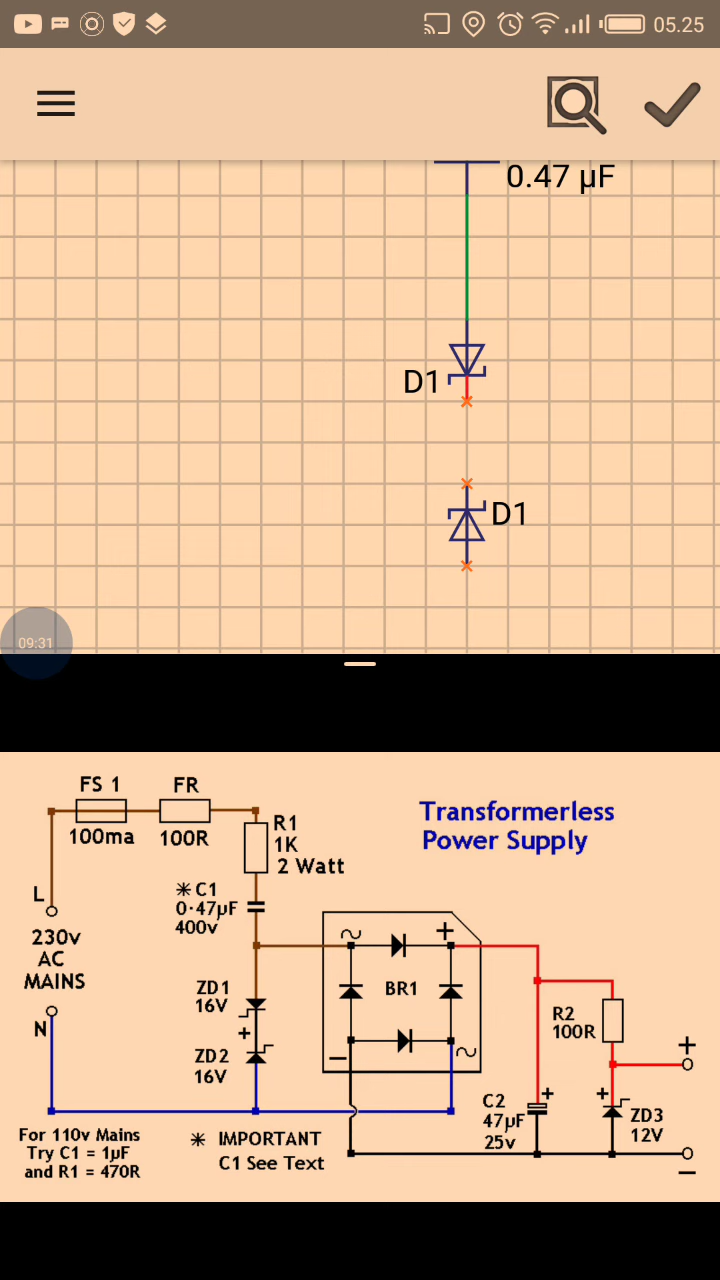 05.25
0.47 µF
D1
D1
09:31
FS 1
FR
100ma
100R
R1
1K
2 Watt
Transformerless
Power Supply
L
✳ C1
0·47µF
400v
230v
AC
MAINS
N
ZD1
16V
+
ZD2
16V
~
+
BR1
−
~
R2
100R
+
C2
47µF
25v
+
+
ZD3
12V
−
For 110v Mains
Try C1 = 1µF
and R1 = 470R
✳ IMPORTANT
C1 See Text